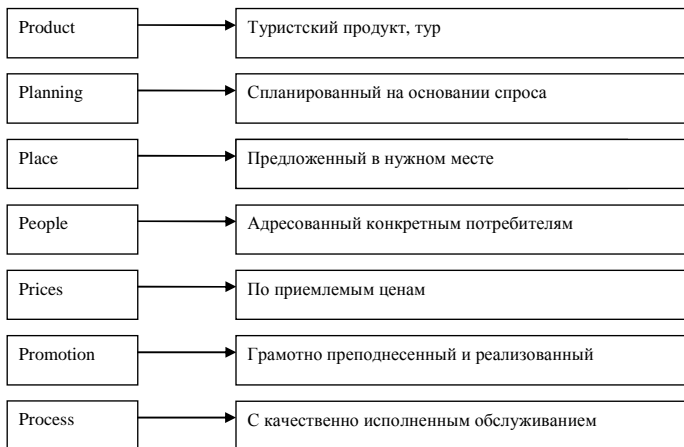 Product Туристский продукт, тур
Planning Спланированный на основании спроса
Place Предложенный в нужном месте
People Адресованный конкретным потребителям
Prices По приемлемым ценам
Promotion Грамотно преподнесенный и реализованный
Process С качественно исполненным обслуживанием